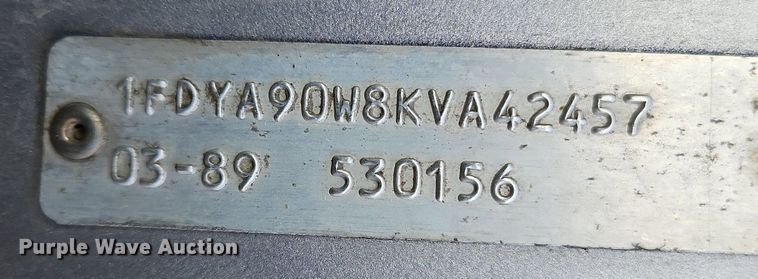 1FDYA90W8KVA42457
03-89 530156
Purple Wave Auction